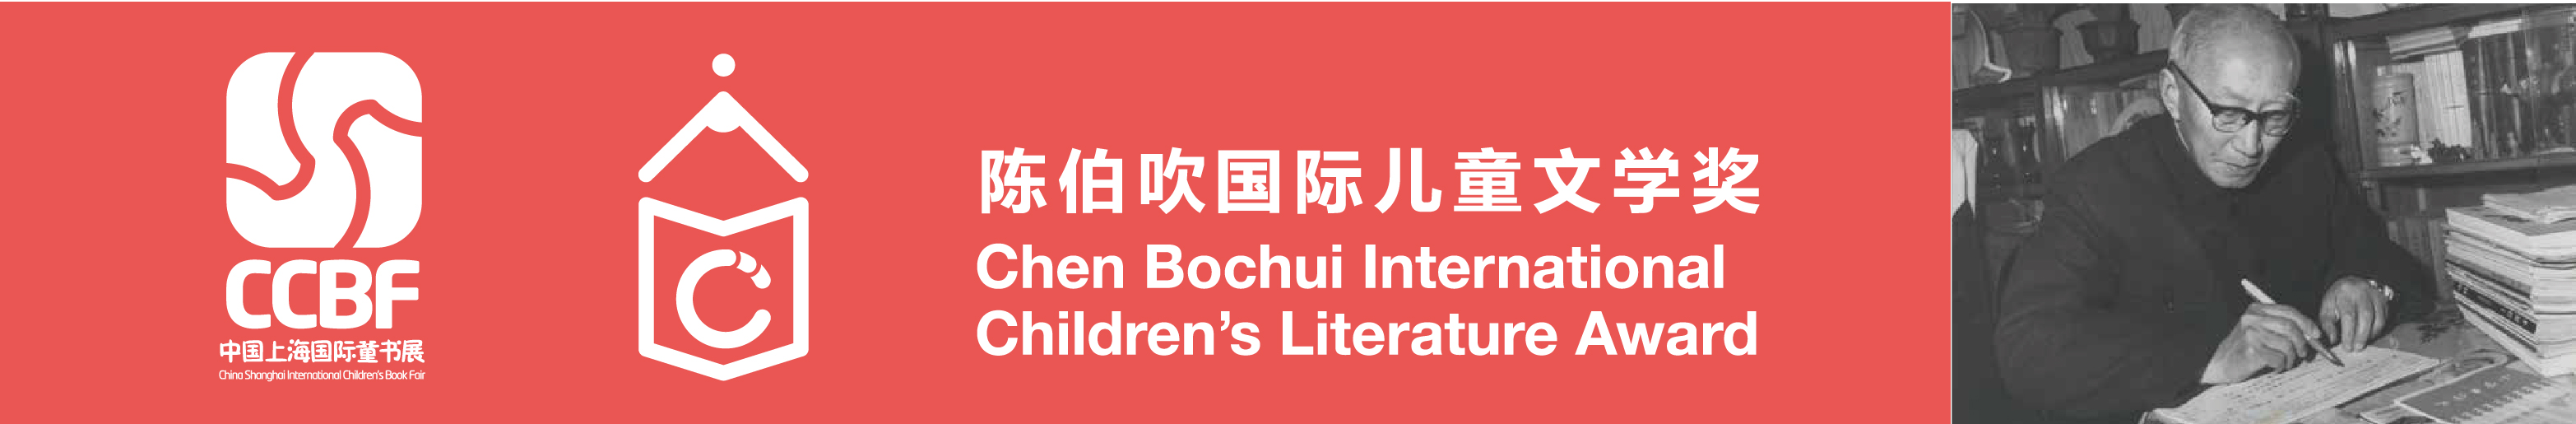 CCBF
中国上海国际童书展
China Shanghai International Children's Book Fair
陈伯吹国际儿童文学奖
Chen Bochui International
Children’s Literature Award